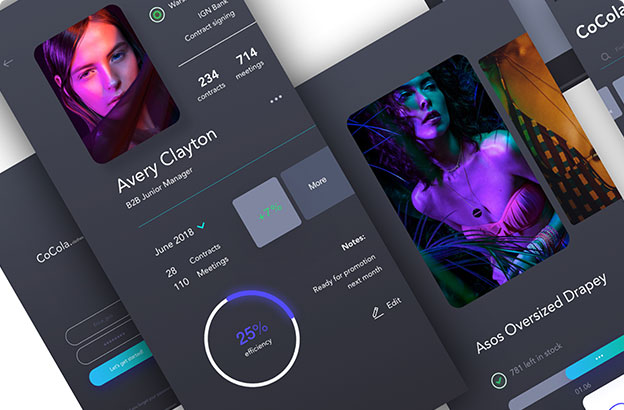 Wars
IGN Bank
Contract signing
234
contracts
714
meetings
Avery Clayton
B2B Junior Manager
↓7%
More
June 2018
28 Contracts
110 Meetings
Notes:
Ready for promotion
next month
Edit
25%
efficiency
CoCola.
Let's get started
CoCola.
Asos Oversized Drapey
781 left in stock
01.06